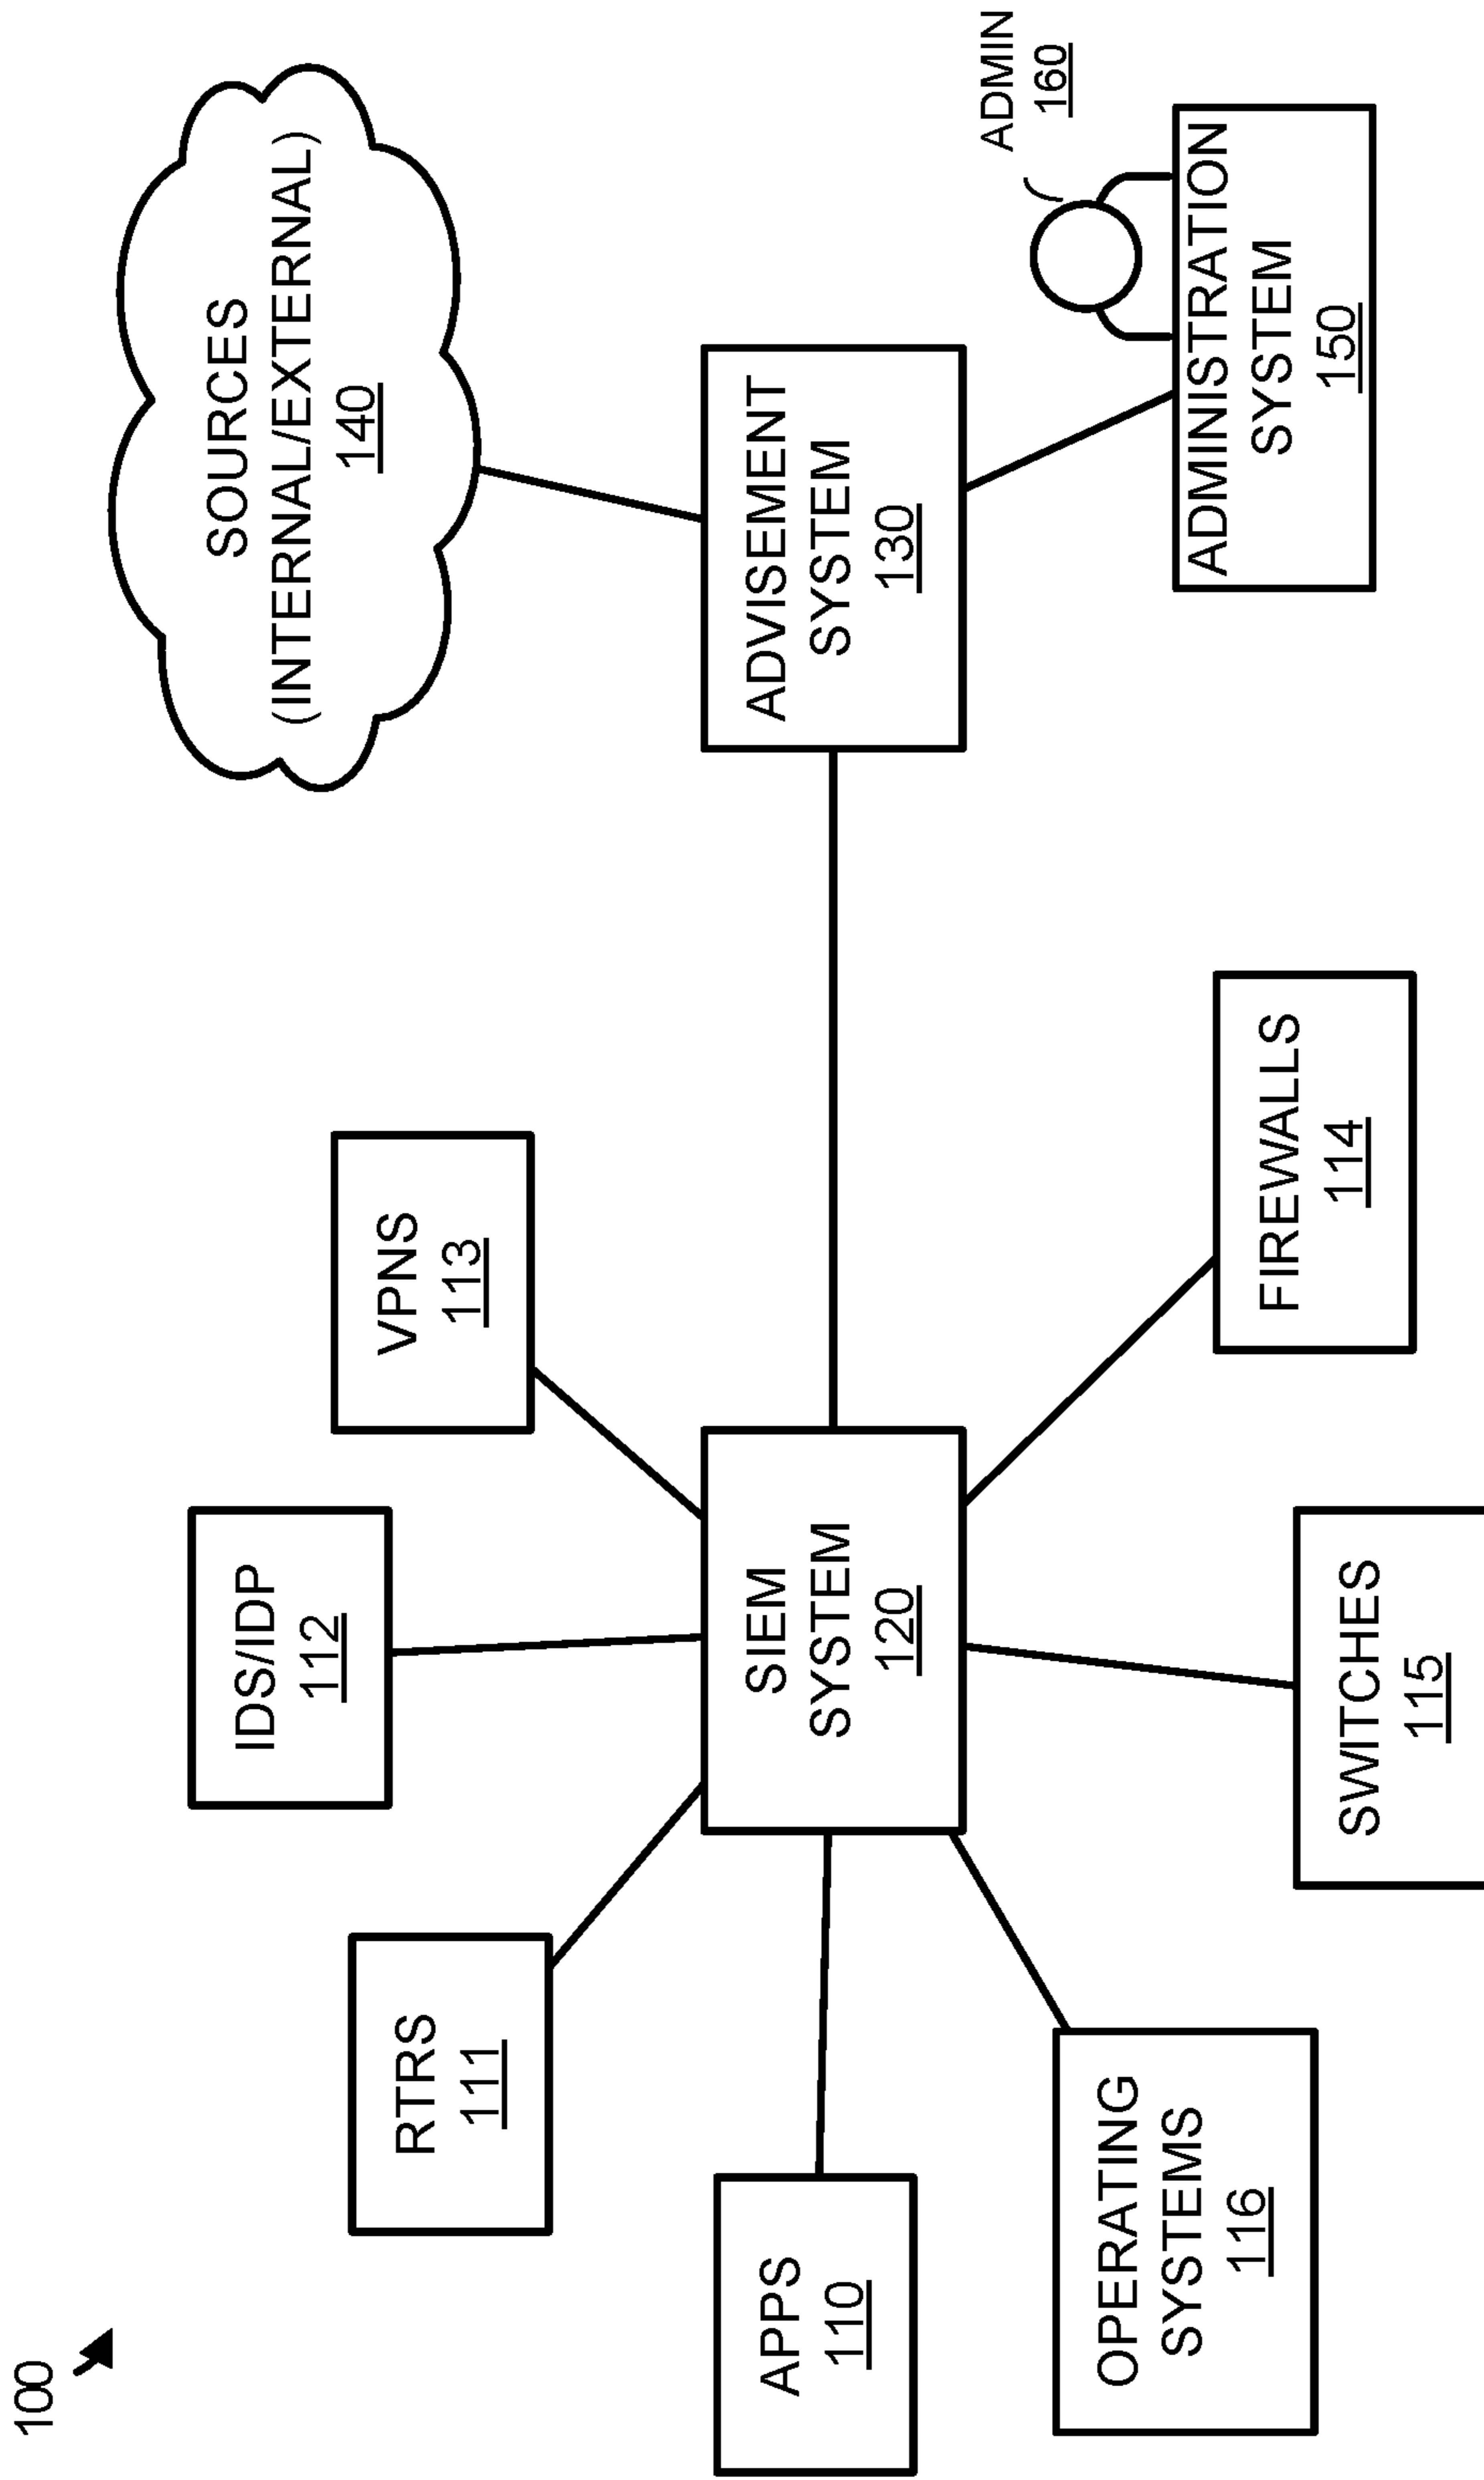 100
RTRS
111
IDS/IDP
112
VPNS
113
SOURCES
(INTERNAL/EXTERNAL)
140
APPS
110
SIEM
SYSTEM
120
ADVISEMENT
SYSTEM
130
ADMIN
160
OPERATING
SYSTEMS
116
SWITCHES
115
FIREWALLS
114
ADMINISTRATION
SYSTEM
150